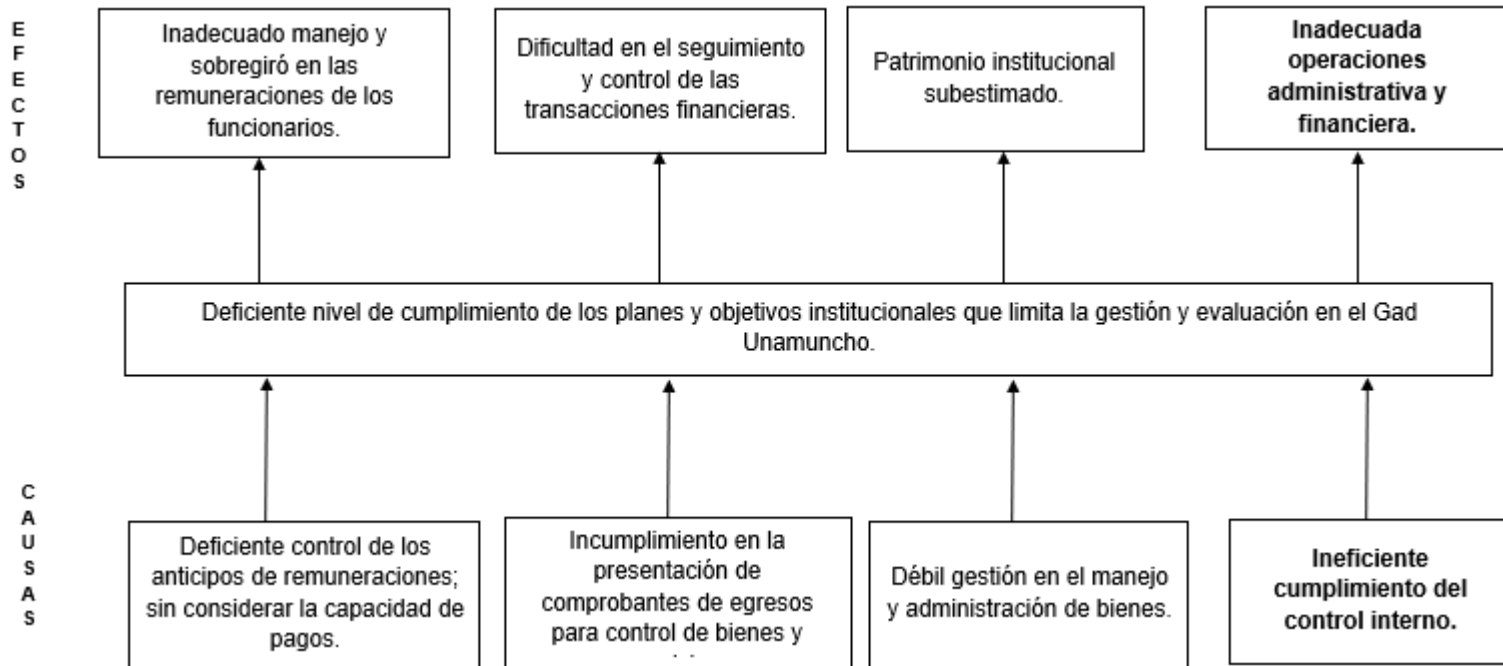 E
F
E
C
T
O
S
Inadecuado manejo y
sobregiró en las
remuneraciones de los
funcionarios.
Dificultad en el seguimiento
y control de las
transacciones financieras.
Patrimonio institucional
subestimado.
Inadecuada
operaciones
administrativa y
financiera.
Deficiente nivel de cumplimiento de los planes y objetivos institucionales que limita la gestión y evaluación en el Gad
Unamuncho.
C
A
U
S
A
S
Deficiente control de los
anticipos de remuneraciones;
sin considerar la capacidad de
pagos.
Incumplimiento en la
presentación de
comprobantes de egresos
para control de bienes y
Débil gestión en el manejo
y administración de bienes.
Ineficiente
cumplimiento del
control interno.